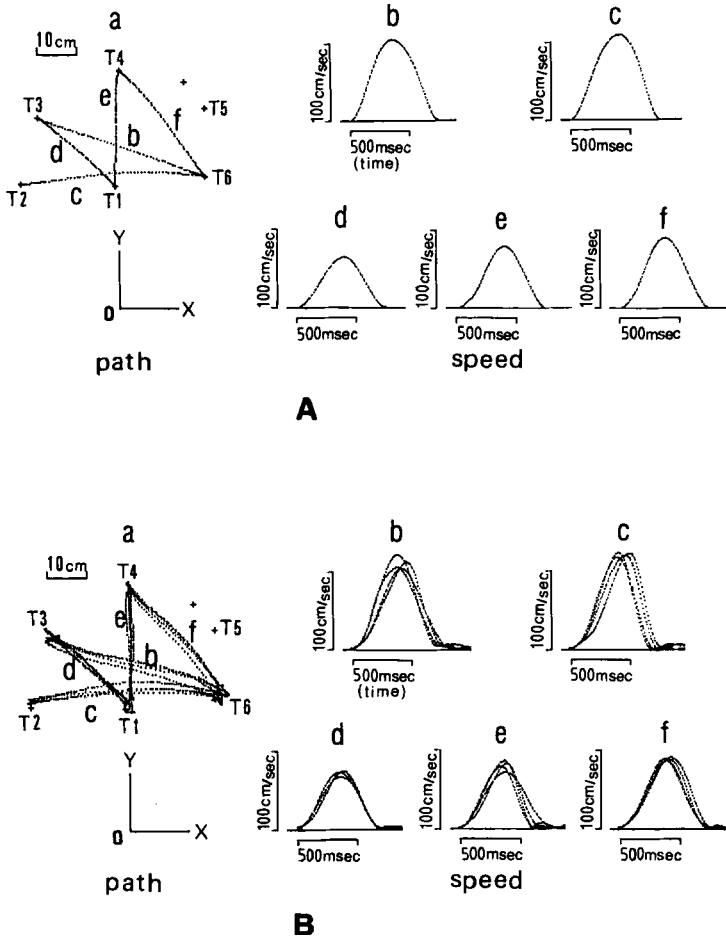 a
10cm
T4
T3
e
+T5
f
b
d
T6
T2
c
T1
Y
0
X
path
b
100cm/sec.
500msec
(time)
c
100cm/sec.
500msec
d
100cm/sec.
500msec
e
100cm/sec.
500msec
f
100cm/sec.
500msec
speed
A
a
10cm
T4
T3
e
f
+T5
b
d
T6
T2
c
T1
Y
0
X
path
b
100cm/sec.
500msec
(time)
c
100cm/sec.
500msec
d
100cm/sec.
500msec
e
100cm/sec.
500msec
f
100cm/sec.
500msec
speed
B